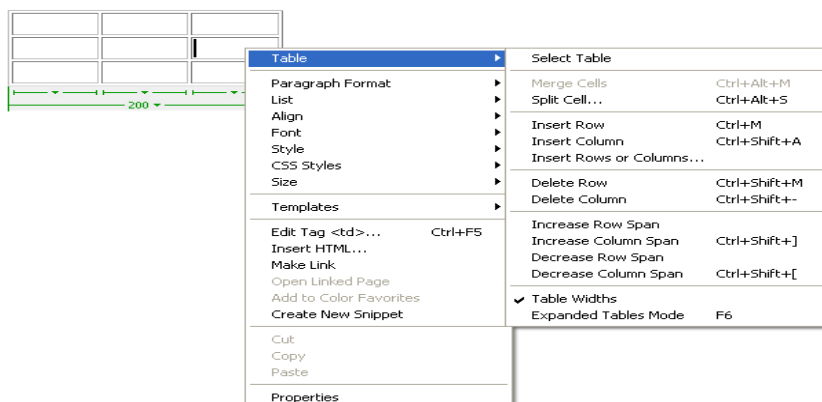 200
Table
Paragraph Format
List
Align
Font
Style
CSS Styles
Size
Templates
Edit Tag <td>... Ctrl+F5
Insert HTML...
Make Link
Open Linked Page
Add to Color Favorites
Create New Snippet
Cut
Copy
Paste
Properties
Select Table
Merge Cells Ctrl+Alt+M
Split Cell... Ctrl+Alt+S
Insert Row Ctrl+M
Insert Column Ctrl+Shift+A
Insert Rows or Columns...
Delete Row Ctrl+Shift+M
Delete Column Ctrl+Shift+-
Increase Row Span
Increase Column Span Ctrl+Shift+]
Decrease Row Span
Decrease Column Span Ctrl+Shift+[
Table Widths
Expanded Tables Mode F6